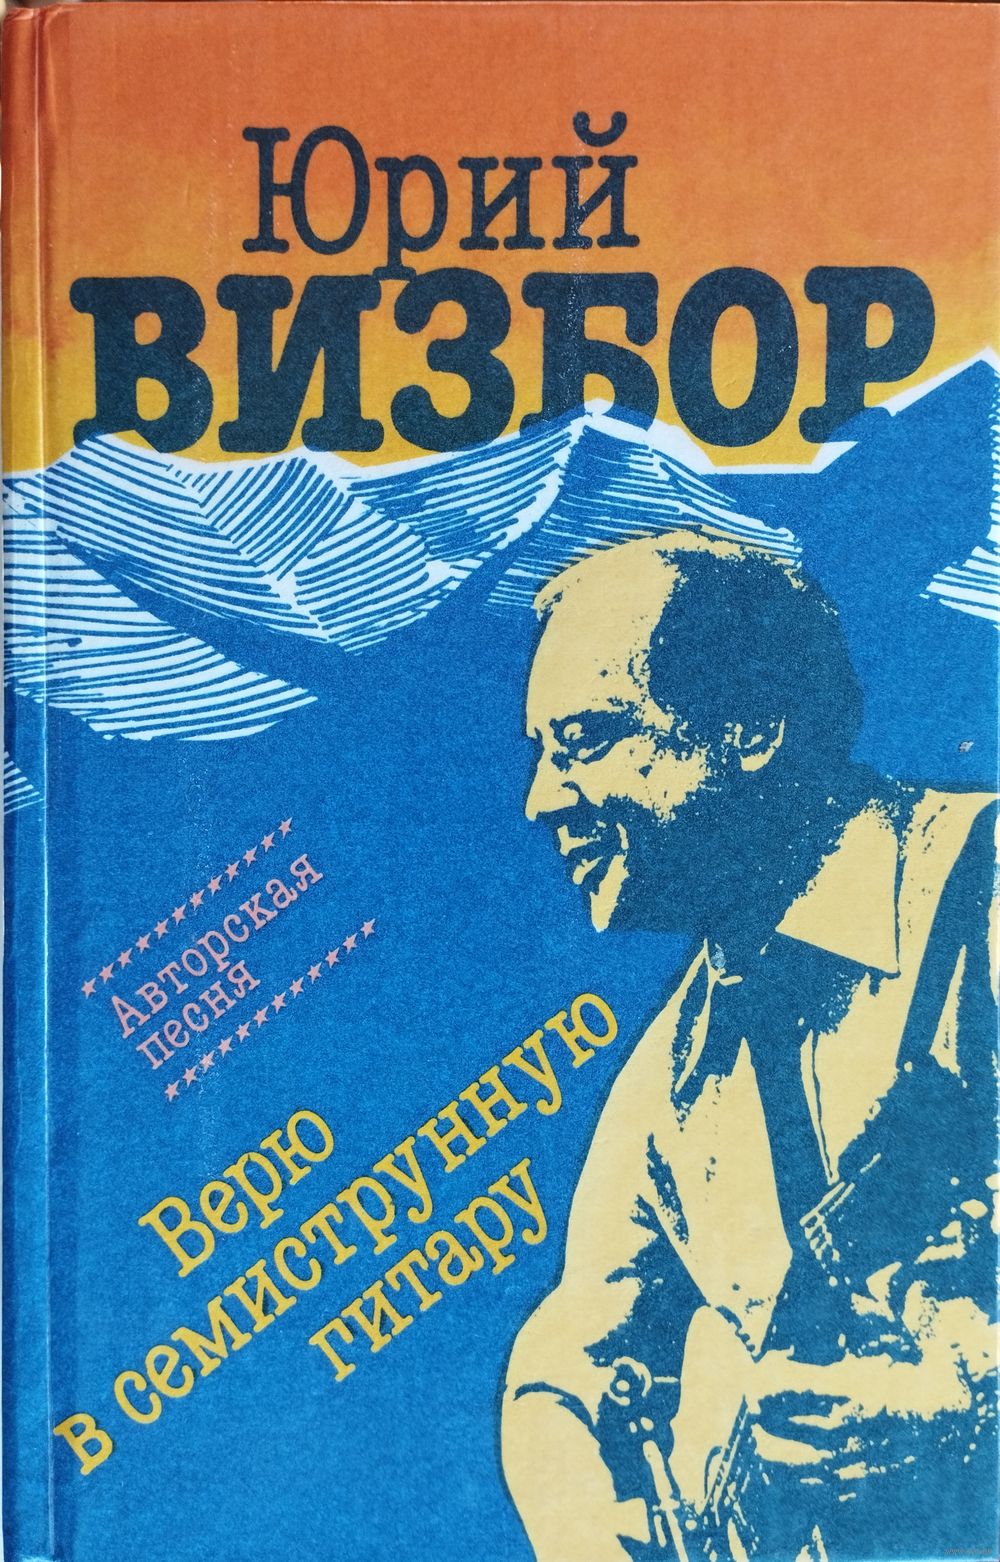 Юрий
ВИЗБОР
Авторская
песня
Верю
в семиструнную
гитару